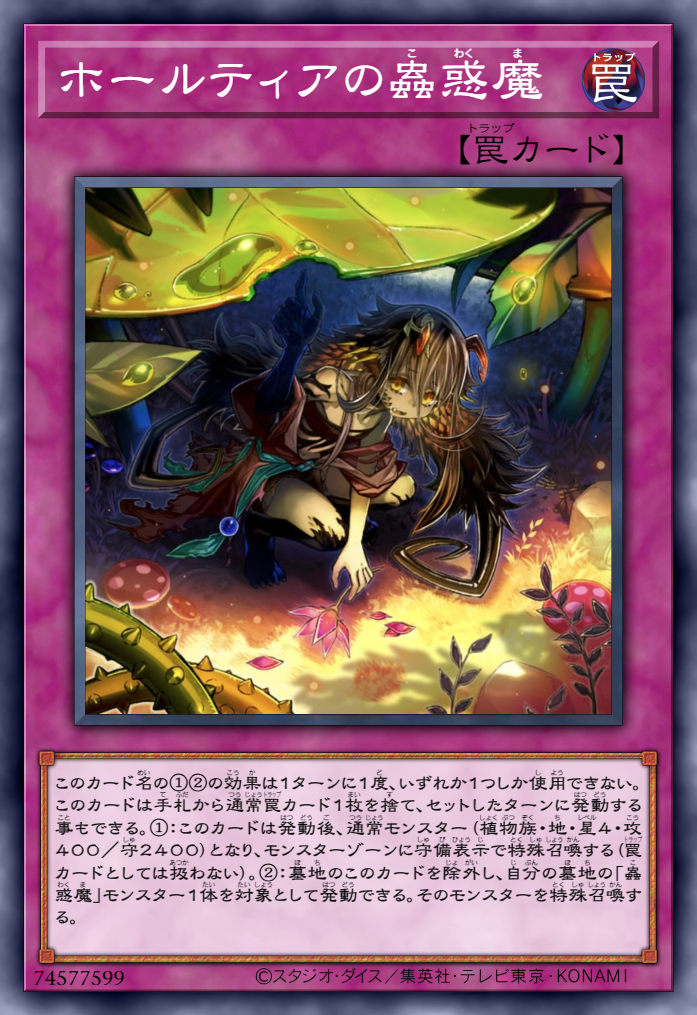 ホールティアの蟲惑魔 罠
【罠カード】
このカード名の①②の効果は1ターンに1度、いずれか1つしか使用できない。
このカードは手札から通常罠カード1枚を捨て、セットしたターンに発動する
事もできる。①:このカードは発動後、通常モンスター(植物族・地・星4・攻
400/守2400)となり、モンスターゾーンに守備表示で特殊召喚する(罠
カードとしては扱わない)。②:墓地のこのカードを除外し、自分の墓地の「蟲
惑魔」モンスター1体を対象として発動できる。そのモンスターを特殊召喚す
る。
74577599 ©スタジオ・ダイス/集英社・テレビ東京・KONAMI